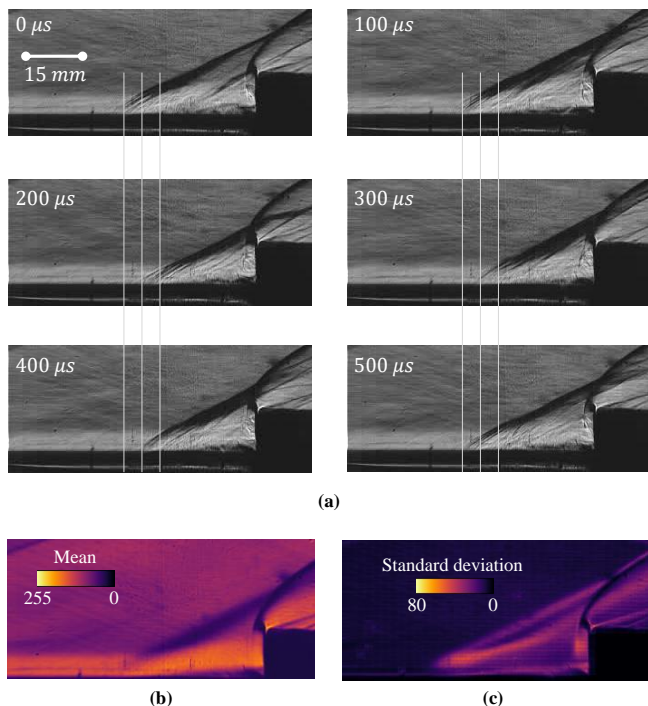 0 μs
100 μs
15 mm
200 μs
300 μs
400 μs
500 μs
(a)
Mean
255 0
Standard deviation
80 0
(b)
(c)